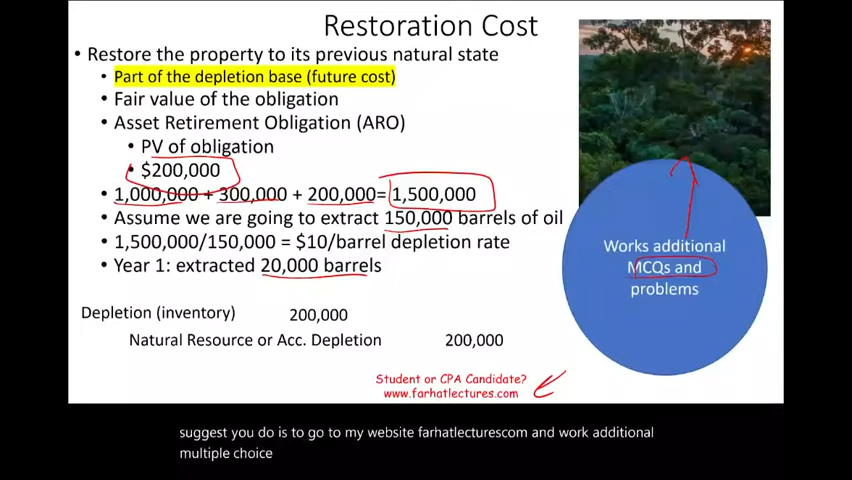 Restoration Cost
• Restore the property to its previous natural state
• Part of the depletion base (future cost)
• Fair value of the obligation
• Asset Retirement Obligation (ARO)
• PV of obligation
• $200,000
• 1,000,000 + 300,000 + 200,000= 1,500,000
• Assume we are going to extract 150,000 barrels of oil
• 1,500,000/150,000 = $10/barrel depletion rate
• Year 1: extracted 20,000 barrels
Depletion (inventory) 200,000
Natural Resource or Acc. Depletion 200,000
Works additional
MCQs and
problems
Student or CPA Candidate?
www.farhatlectures.com
suggest you do is to go to my website farhatlecturescom and work additional
multiple choice